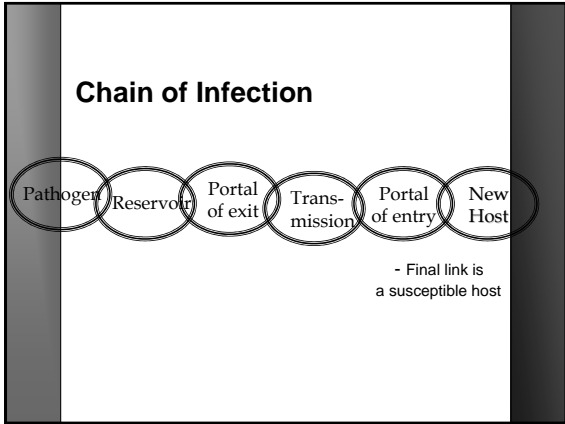 Chain of Infection
Pathogen
Reservoir
Portal
of exit
Trans-
mission
Portal
of entry
New
Host
- Final link is
a susceptible host